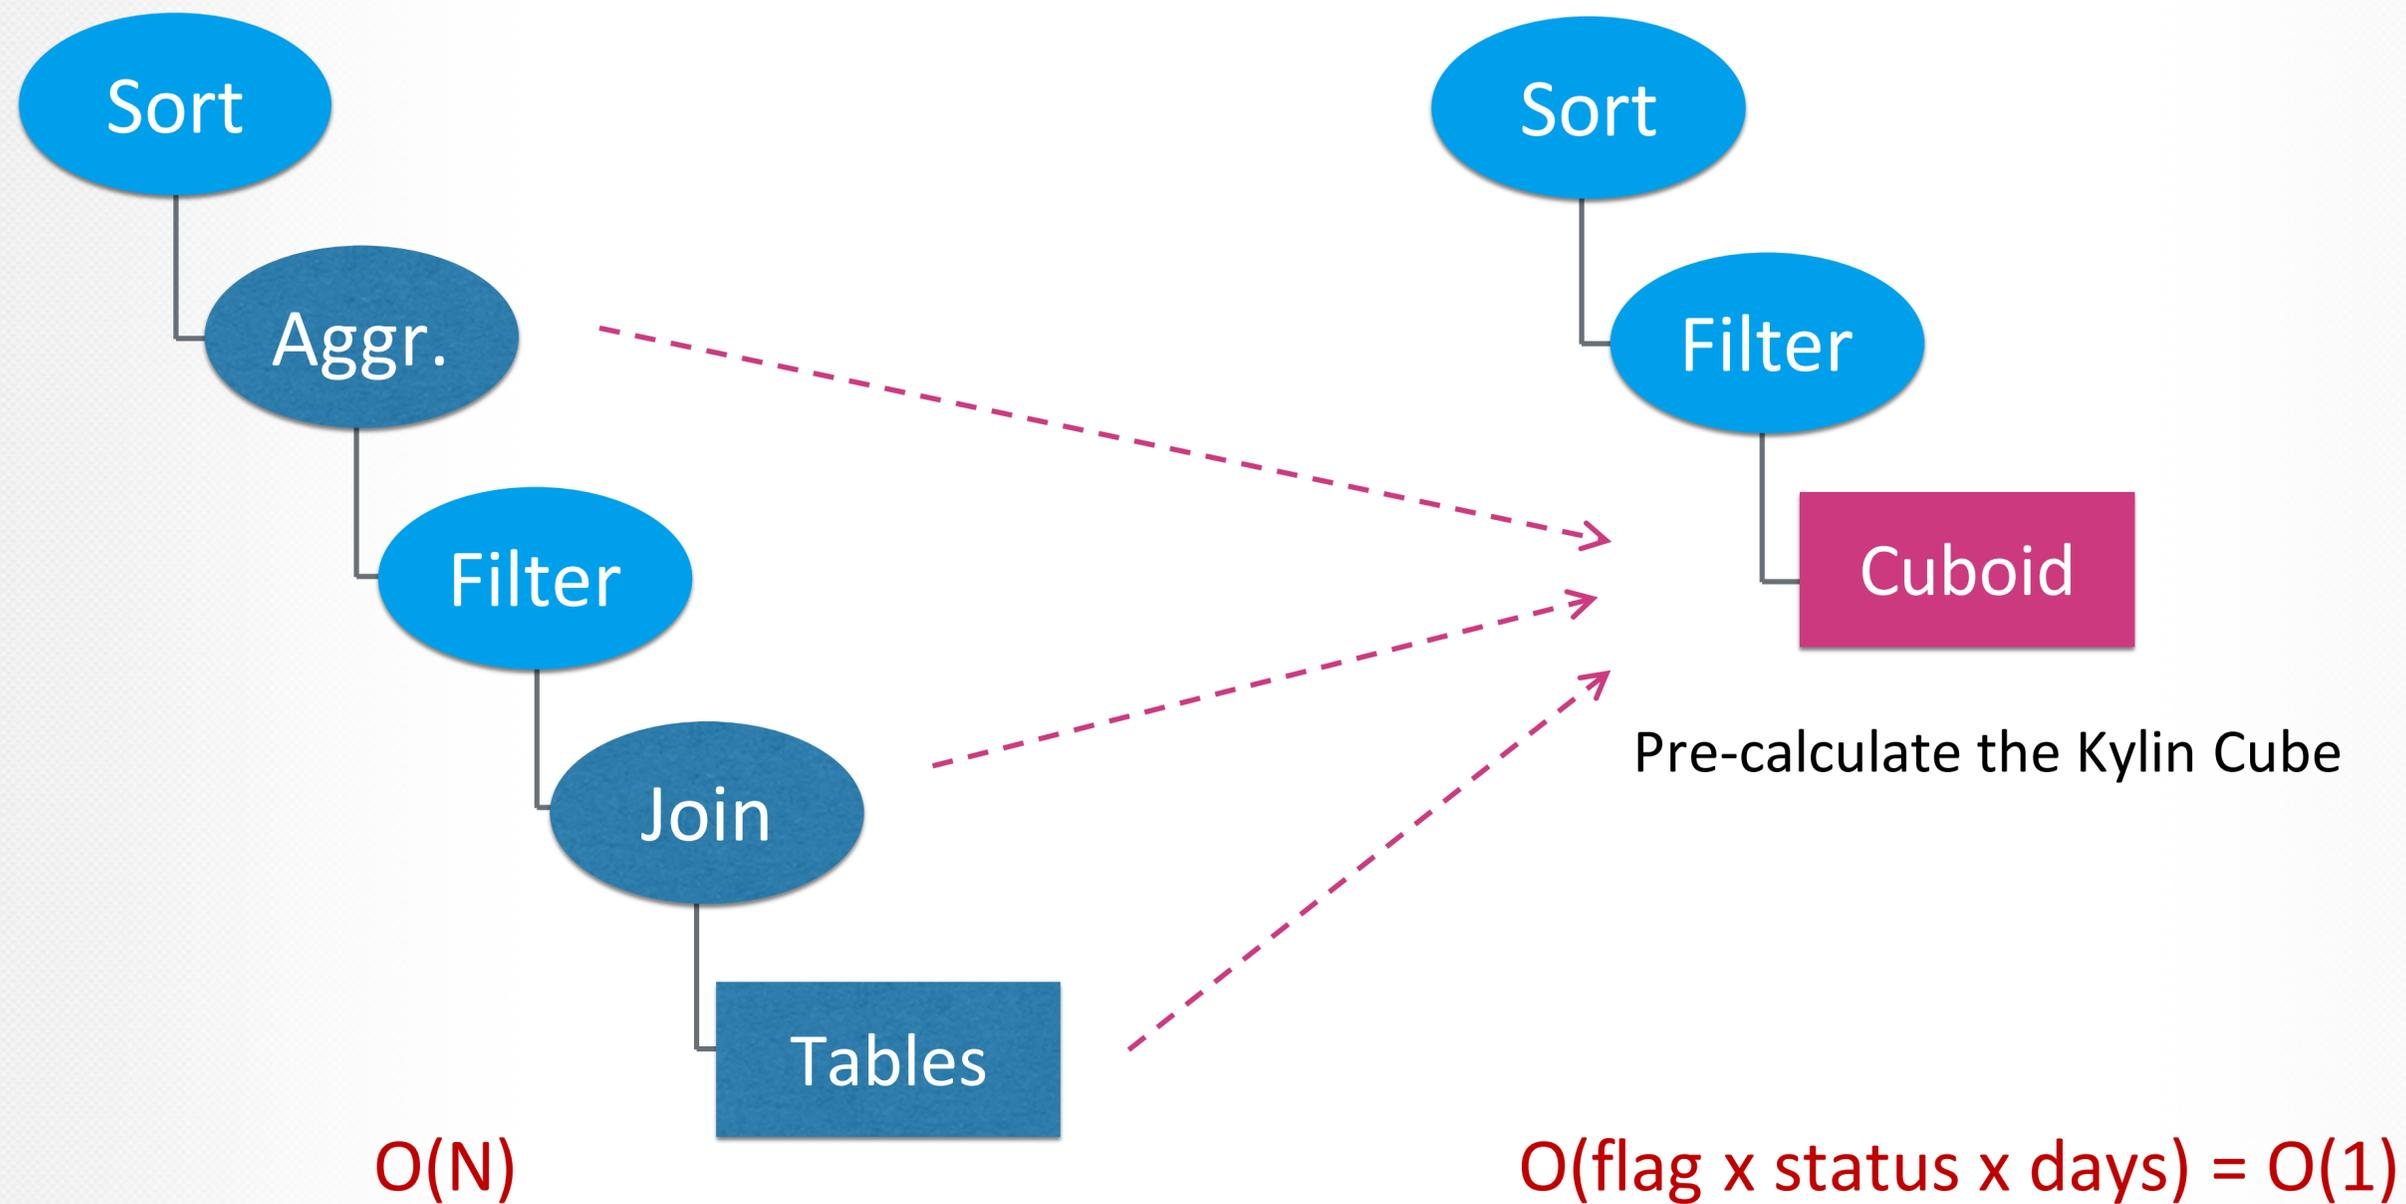 Sort
Aggr.
Filter
Join
Tables
O(N)
Sort
Filter
Cuboid
Pre-calculate the Kylin Cube
O(flag x status x days) = O(1)